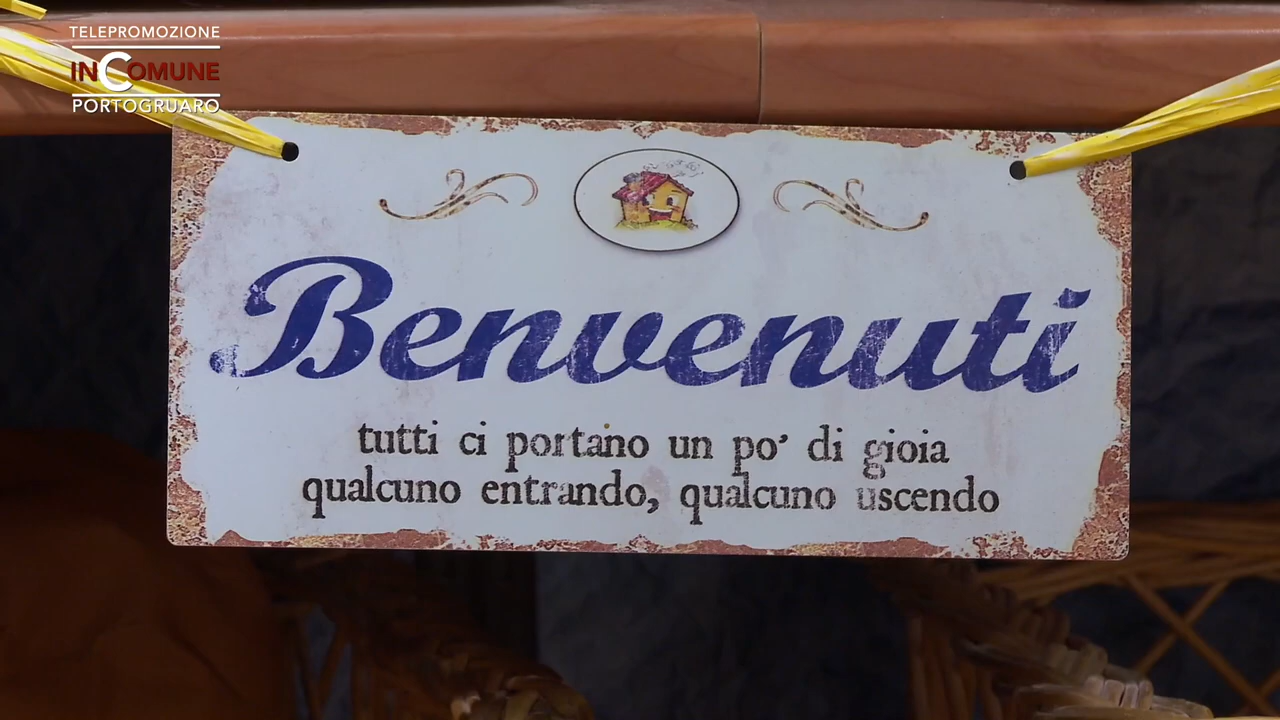 TELEPROMOZIONE
INCOMUNE
PORTOGRUARO
Benvenuti
tutti ci portano un po' di gioia
qualcuno entrando, qualcuno uscendo